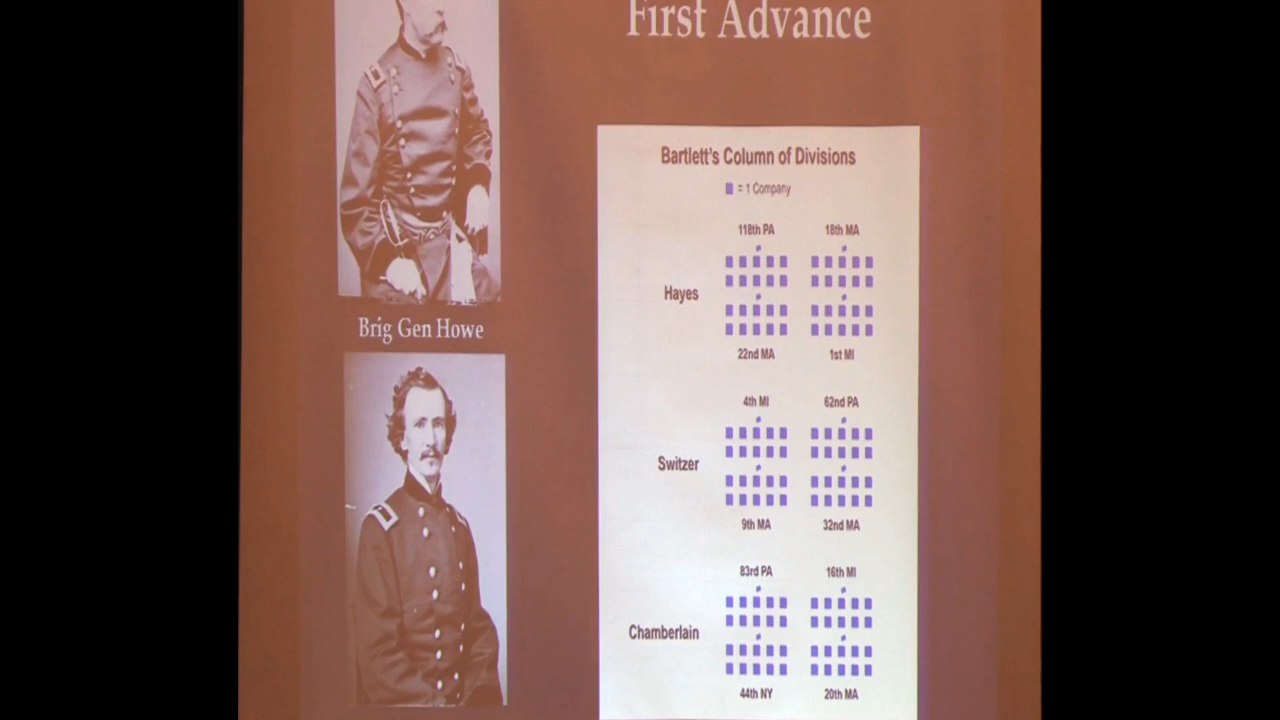 First Advance
Brig Gen Howe
Bartlett's Column of Divisions
= 1 Company
118th PA 18th MA
Hayes
22nd MA 1st MI
4th MI 62nd PA
Switzer
9th MA 32nd MA
83rd PA 16th MI
Chamberlain
44th NY 20th MA